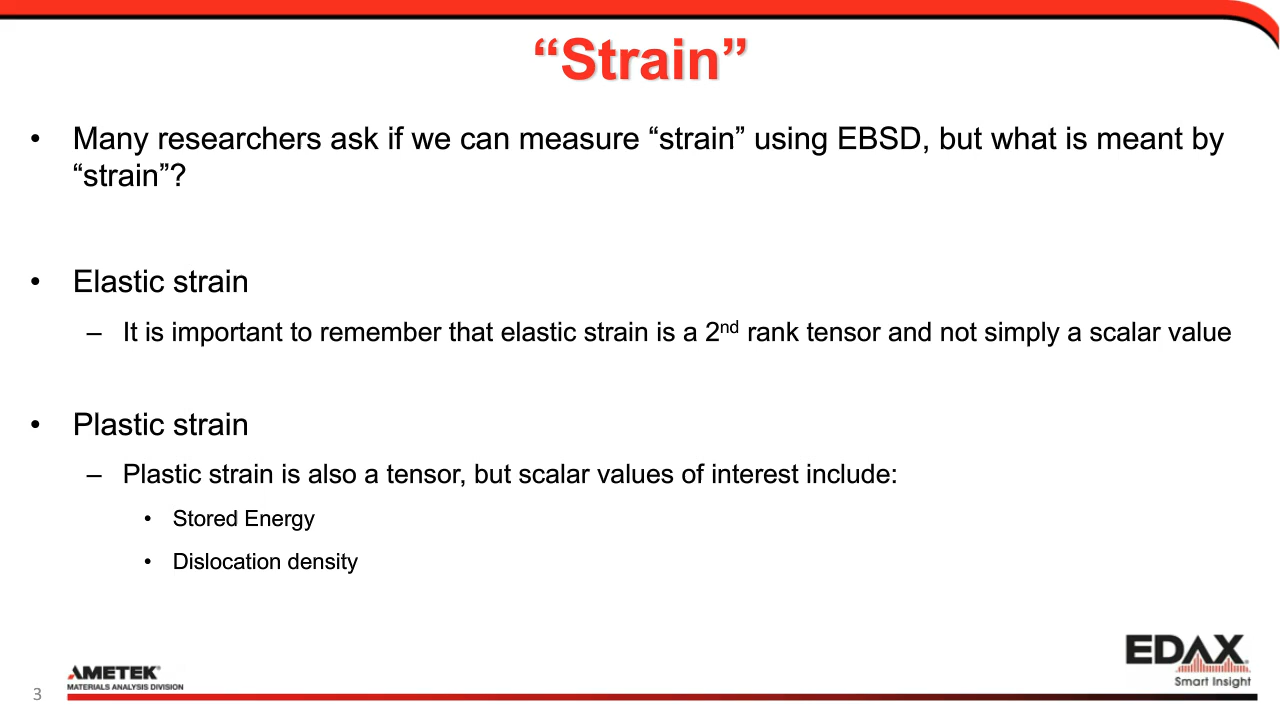 “Strain”
• Many researchers ask if we can measure “strain” using EBSD, but what is meant by
“strain”?
• Elastic strain
– It is important to remember that elastic strain is a 2nd rank tensor and not simply a scalar value
• Plastic strain
– Plastic strain is also a tensor, but scalar values of interest include:
• Stored Energy
• Dislocation density
3
AMETEK®
MATERIALS ANALYSIS DIVISION
EDAX
Smart Insight